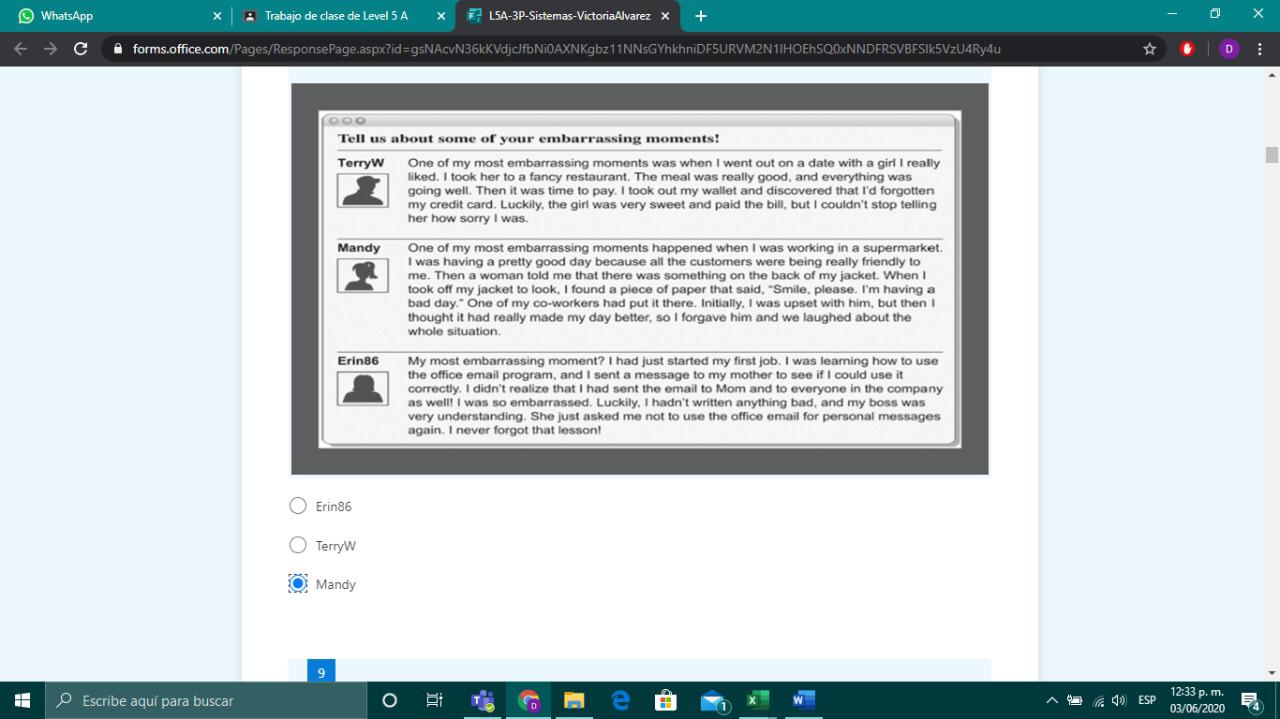 WhatsApp
Trabajo de clase de Level 5 A
L5A-3P-Sistemas-VictoriaAlvarez
forms.office.com/Pages/ResponsePage.aspx?id=gsNAcvN36kKVdjcJfbNi0AXNKgbz11NNsGYhkhniDF5URVM2N1lHOEhSQ0xNNDFRSVBFSlk5VzU4Ry4u
D
Tell us about some of your embarrassing moments!
TerryW
One of my most embarrassing moments was when I went out on a date with a girl I really
liked. I took her to a fancy restaurant. The meal was really good, and everything was
going well. Then it was time to pay. I took out my wallet and discovered that I'd forgotten
my credit card. Luckily, the girl was very sweet and paid the bill, but I couldn't stop telling
her how sorry I was.
Mandy
One of my most embarrassing moments happened when I was working in a supermarket.
I was having a pretty good day because all the customers were being really friendly to
me. Then a woman told me that there was something on the back of my jacket. When I
took off my jacket to look, I found a piece of paper that said, “Smile, please. I'm having a
bad day.” One of my co-workers had put it there. Initially, I was upset with him, but then I
thought it had really made my day better, so I forgave him and we laughed about the
whole situation.
Erin86
My most embarrassing moment? I had just started my first job. I was learning how to use
the office email program, and I sent a message to my mother to see if I could use it
correctly. I didn't realize that I had sent the email to Mom and to everyone in the company
as well! I was so embarrassed. Luckily, I hadn't written anything bad, and my boss was
very understanding. She just asked me not to use the office email for personal messages
again. I never forgot that lesson!
Erin86
TerryW
Mandy
9
Escribe aquí para buscar
1
ESP
12:33 p. m.
03/06/2020
4